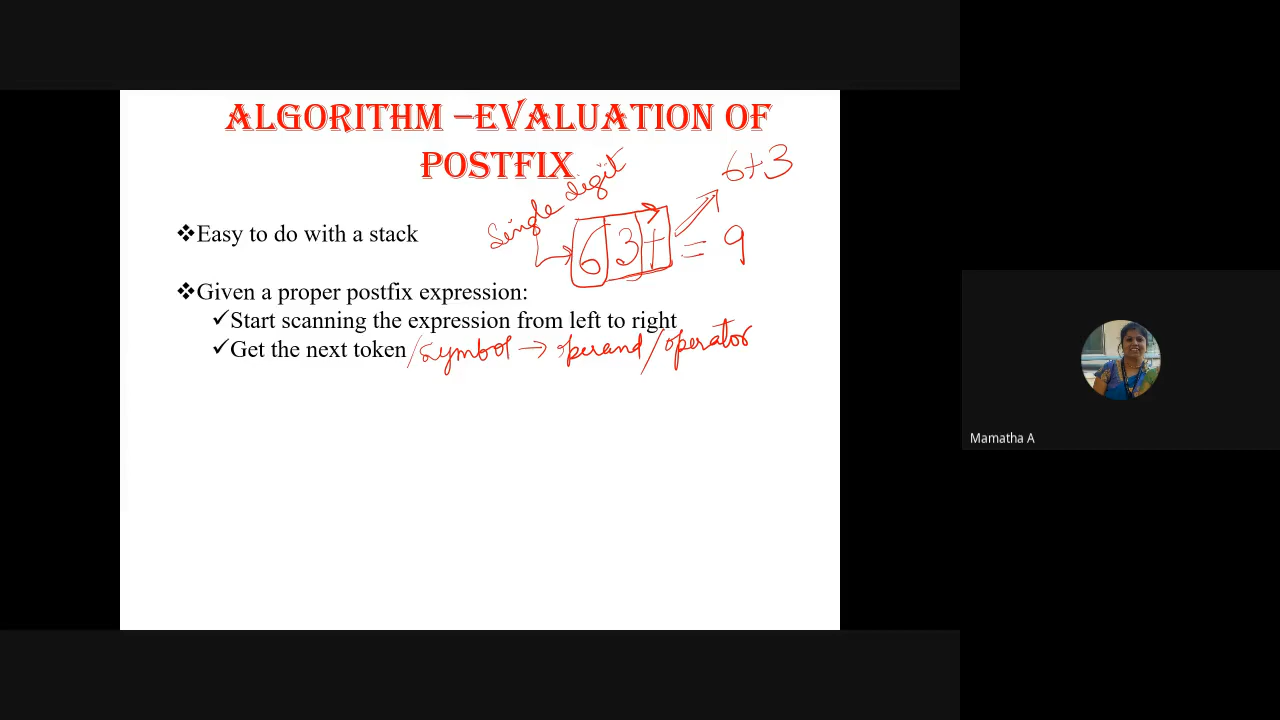 ALGORITHM –EVALUATION OF
POSTFIX
6+3
Single digit
❖Easy to do with a stack
6 3 + = 9
❖Given a proper postfix expression:
✓Start scanning the expression from left to right
✓Get the next token /symbol → operand/operator
Mamatha A